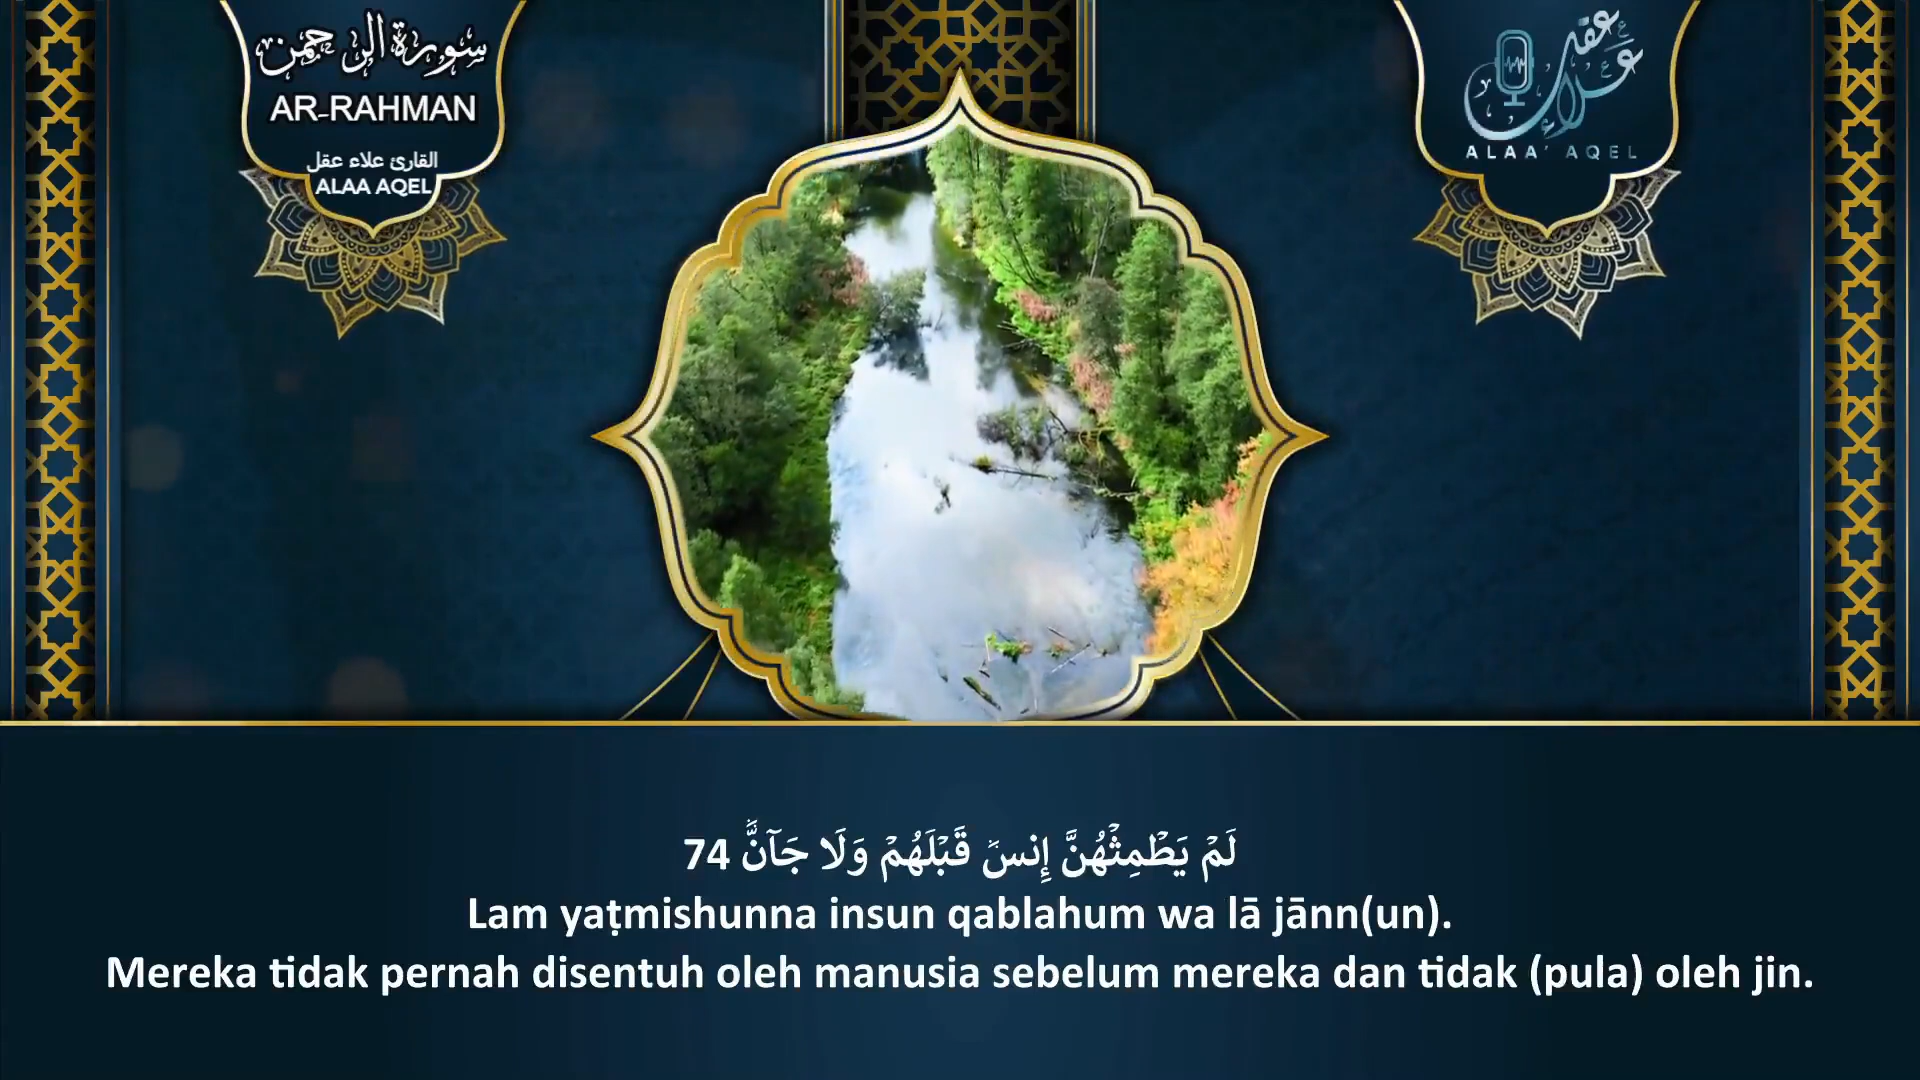 سورة الرحمن
AR-RAHMAN
القارئ علاء عقل
ALAA AQEL
علاء عقل
ALAA' AQEL
لَمْ يَطْمِثْهُنَّ إِنسٌ قَبْلَهُمْ وَلَا جَآنٌّ ۚ 74
Lam yaṭmishunna insun qablahum wa lā jānn(un).
Mereka tidak pernah disentuh oleh manusia sebelum mereka dan tidak (pula) oleh jin.